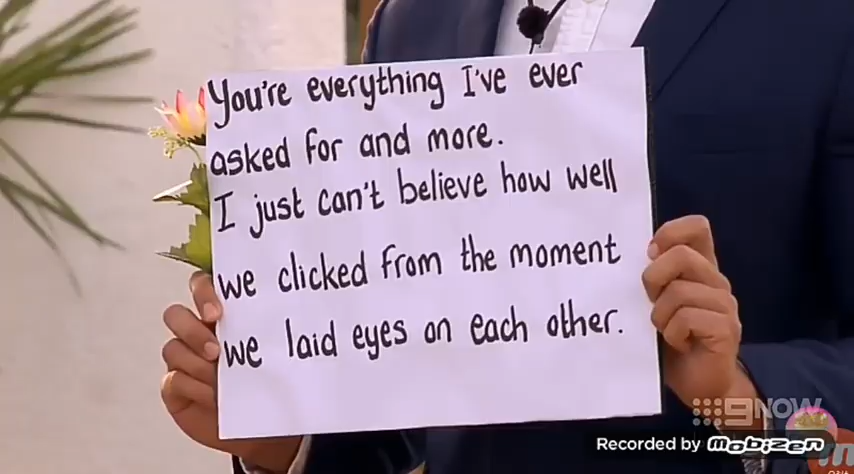 You're everything I've ever
asked for and more.
I just can't believe how well
we clicked from the moment
we laid eyes on each other.
9NOW
Recorded by mobizen